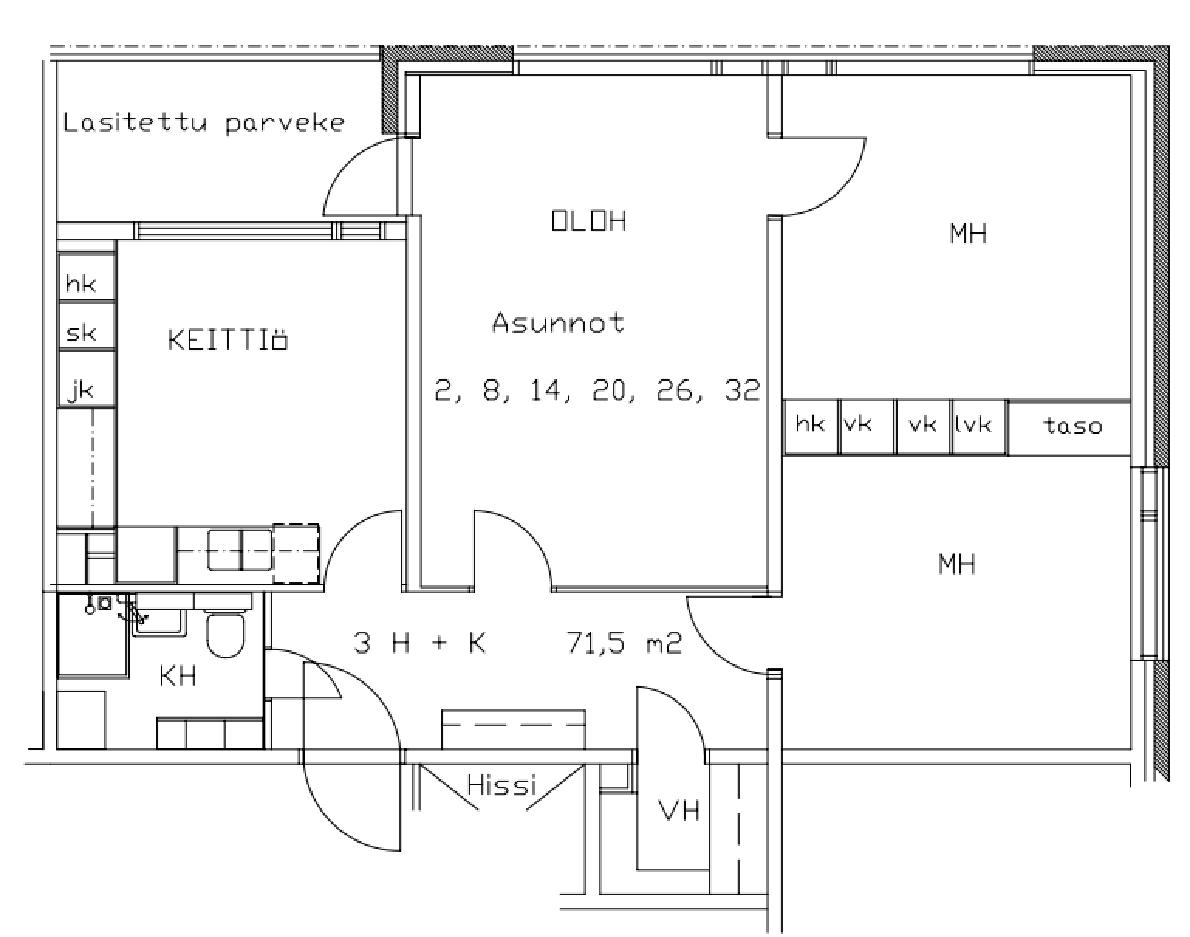 Lasitettu parveke
OLOH
MH
hk
sk
KEITTIÖ
Asunnot
jk
2, 8, 14, 20, 26, 32
hk vk vk lvk taso
MH
3 H + K 71,5 m2
KH
Hissi
VH